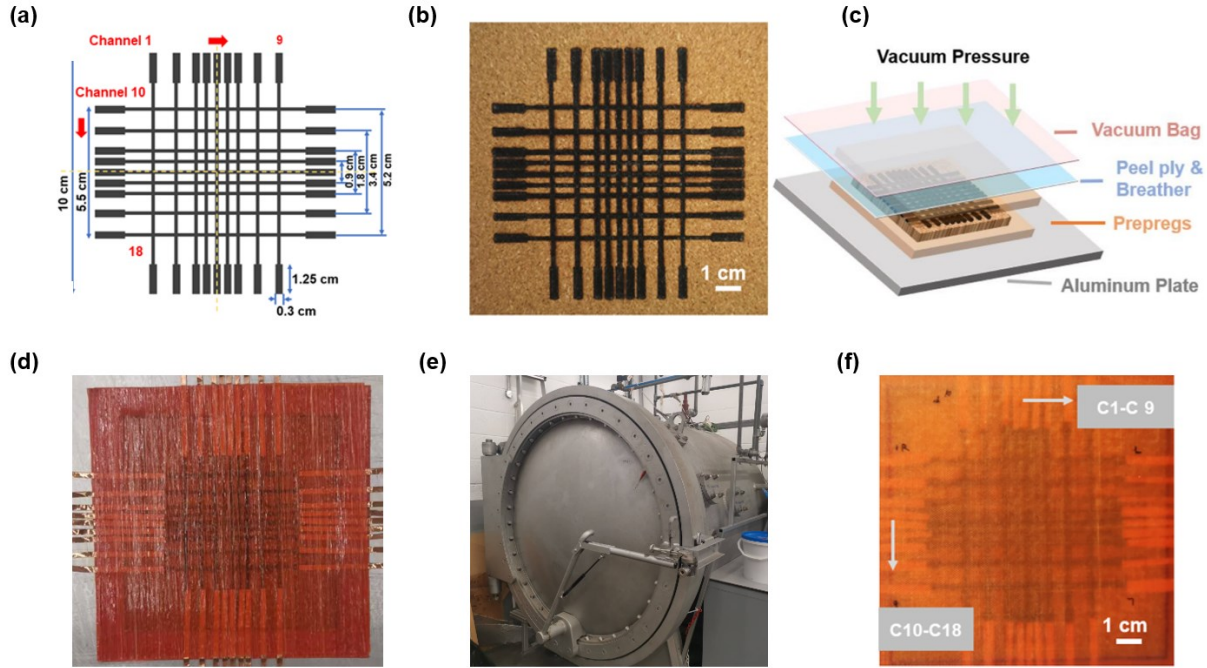 (a)
Channel 1
9
Channel 10
10 cm
5.5 cm
0.9 cm
1.8 cm
3.4 cm
5.2 cm
18
1.25 cm
0.3 cm
(b)
1 cm
(c)
Vacuum Pressure
Vacuum Bag
Peel ply &
Breather
Prepregs
Aluminum Plate
(d)
(e)
(f)
C1-C 9
C10-C18
1 cm